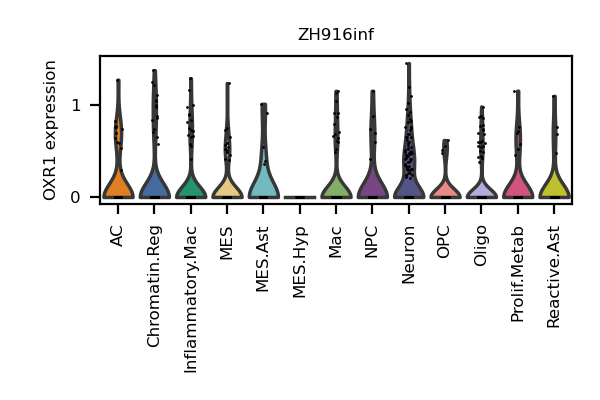 ZH916inf
OXR1 expression
1
0
AC
Chromatin.Reg
Inflammatory.Mac
MES
MES.Ast
MES.Hyp
Mac
NPC
Neuron
OPC
Oligo
Prolif.Metab
Reactive.Ast